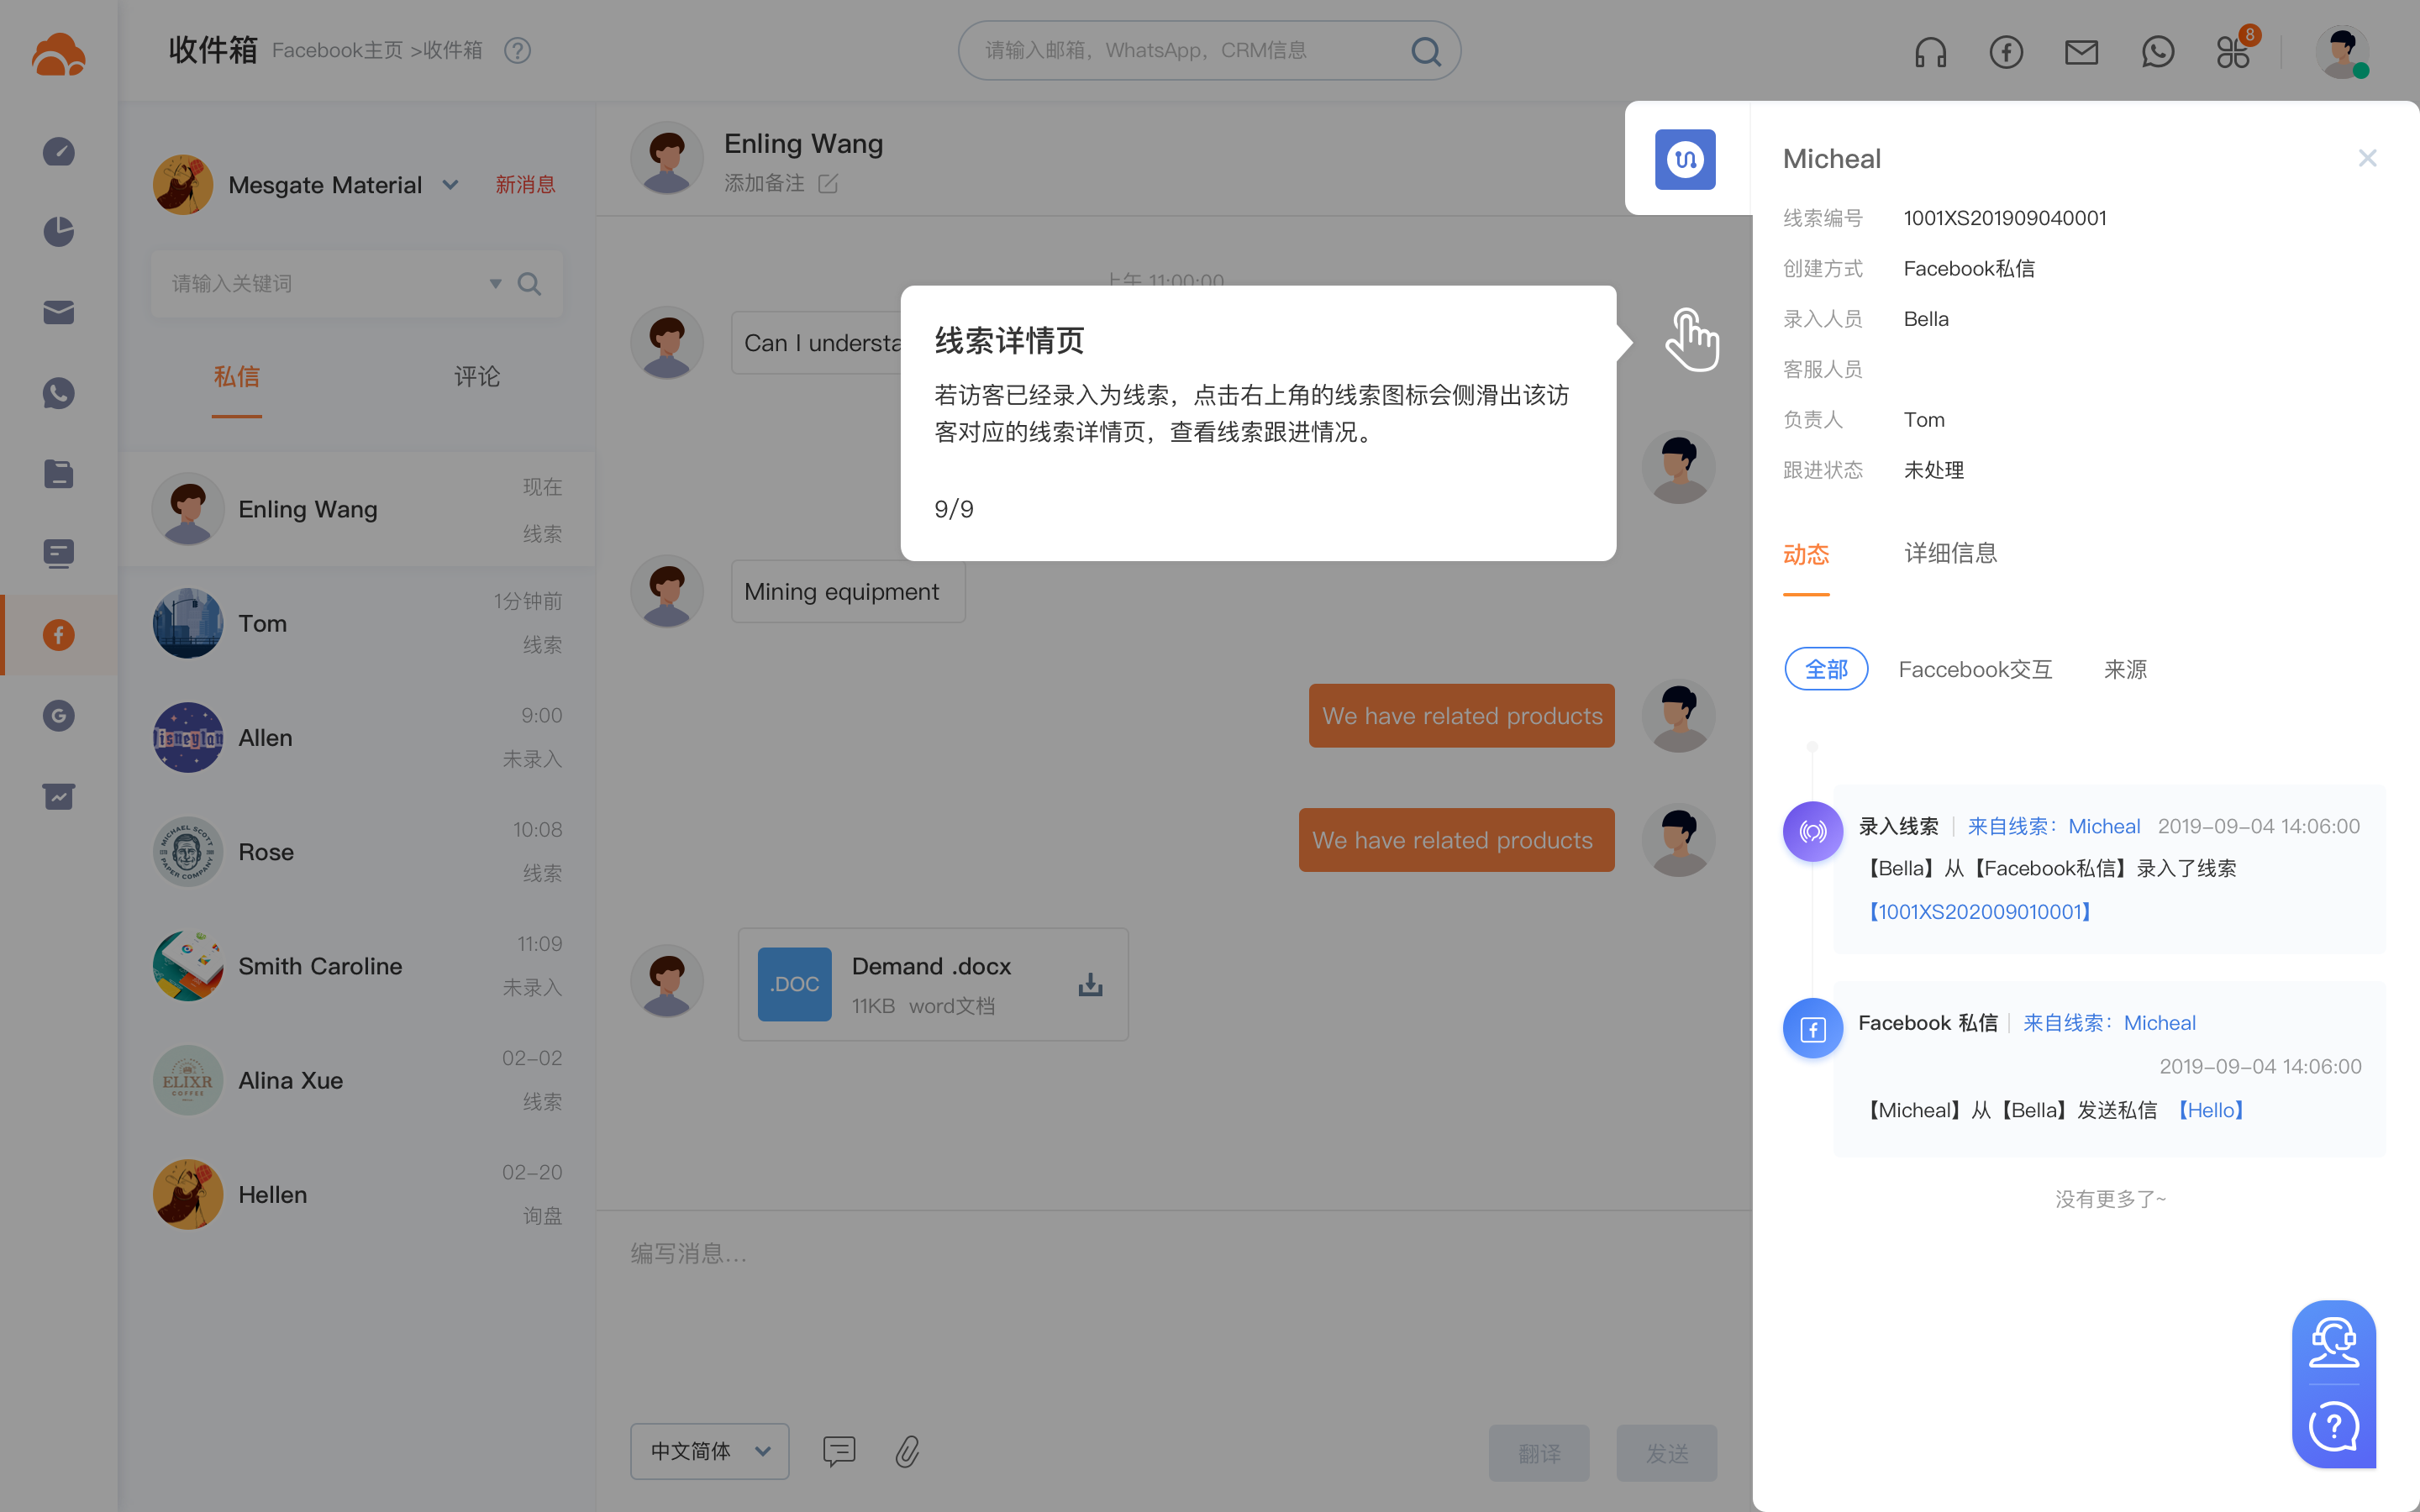 收件箱 Facebook主页 >收件箱
请输入邮箱，WhatsApp，CRM信息
8
Mesgate Material 新消息
请输入关键词
私信 评论
Enling Wang 现在
线索
Tom 1分钟前
线索
Allen 9:00
未录入
Rose 10:08
线索
Smith Caroline 11:09
未录入
Alina Xue 02-02
线索
Hellen 02-20
询盘
MICHAEL SCOTT
PAPER COMPANY
ELIXR
COFFEE
Enling Wang
添加备注
上午 11:00:00
Can I understa
线索详情页
若访客已经录入为线索，点击右上角的线索图标会侧滑出该访
客对应的线索详情页，查看线索跟进情况。
9/9
Mining equipment
We have related products
We have related products
.DOC
Demand .docx
11KB word文档
编写消息...
中文简体
翻译 发送
Micheal
线索编号 1001XS201909040001
创建方式 Facebook私信
录入人员 Bella
客服人员
负责人 Tom
跟进状态 未处理
动态 详细信息
全部 Faccebook交互 来源
录入线索 | 来自线索：Micheal 2019-09-04 14:06:00
【Bella】从【Facebook私信】录入了线索
【1001XS202009010001】
Facebook 私信 | 来自线索：Micheal
2019-09-04 14:06:00
【Micheal】从【Bella】发送私信 【Hello】
没有更多了~